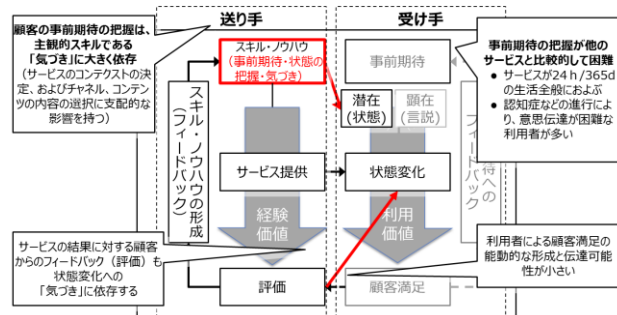 送り手
受け手
顧客の事前期待の把握は、
主観的スキルである
「気づき」に大きく依存
(サービスのコンテクストの決
定、およびチャネル、コンテン
ツの内容の選択に支配的な
影響を持つ)
スキル・ノウハウ
(事前期待・状態の
把握・気づき)
事前期待
事前期待の把握が他の
サービスと比較的して困難
● サービスが24h/365d
の生活全般におよぶ
● 認知症などの進行によ
り、意思伝達が困難な
利用者が多い
潜在
(状態)
顕在
(言説)
スキル・ノウハウの形成
(フィードバック)
サービス提供
状態変化
待への
フィードバック
経験
価値
利用
価値
サービスの結果に対する顧客
からのフィードバック(評価)も
状態変化への
「気づき」に依存する
利用者による顧客満足の
能動的な形成と伝達可能
性が小さい
評価
顧客満足